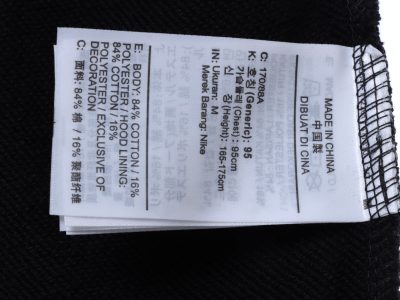 MADE IN CHINA
中国製
DIBUAT DI CINA
C: 170/88A
K: 호칭(Generic): 95
가슴둘레(Chest): 95cm
신 장(Height): 165-175cm
IN: Ukuran: M
Merek Barang: Nike
E: BODY: 84% COTTON / 16%
POLYESTER / HOOD LINING:
84% COTTON / 16%
POLYESTER / EXCLUSIVE OF
DECORATION
C: 面料: 84% 棉 / 16% 聚酯纤维